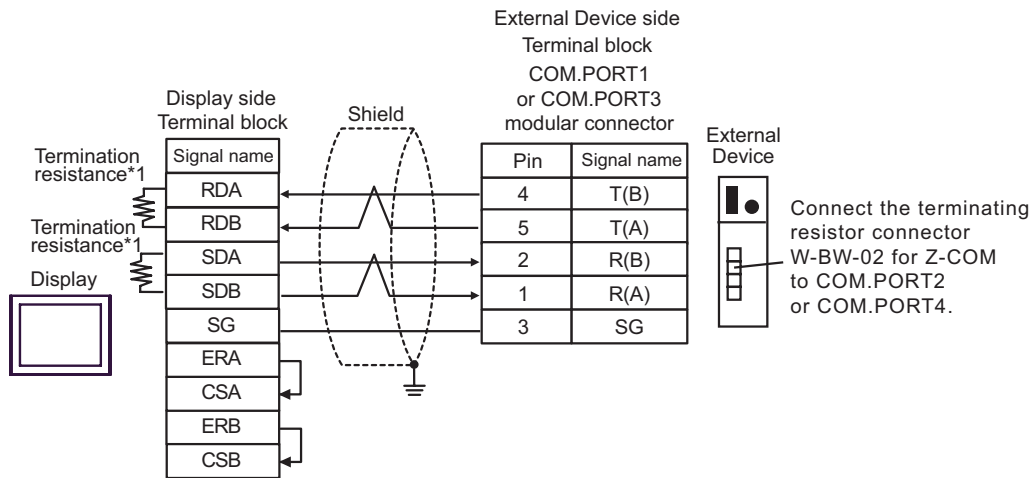 External Device side
Terminal block
COM.PORT1
or COM.PORT3
modular connector
Display side
Terminal block
Shield
External
Device
Termination
resistance*1
Signal name
Pin Signal name
RDA 4 T(B)
RDB 5 T(A)
Termination
resistance*1
SDA 2 R(B)
SDB 1 R(A)
SG 3 SG
ERA
CSA
ERB
CSB
Display
Connect the terminating
resistor connector
W-BW-02 for Z-COM
to COM.PORT2
or COM.PORT4.